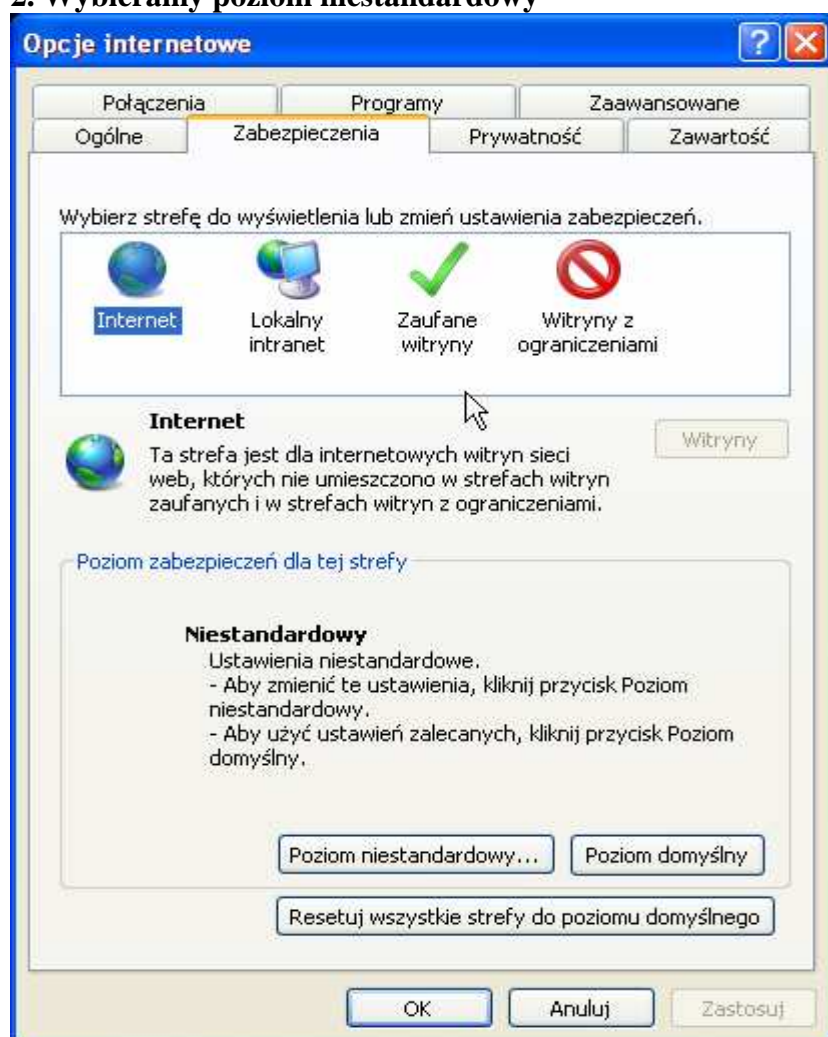 2. Wybieramy poziom niestandardowy
Opcje internetowe
Połączenia Programy Zaawansowane
Ogólne Zabezpieczenia Prywatność Zawartość
Wybierz strefę do wyświetlenia lub zmień ustawienia zabezpieczeń.
Internet Lokalny intranet Zaufane witryny Witryny z ograniczeniami
Internet
Witryny
Ta strefa jest dla internetowych witryn sieci
web, których nie umieszczono w strefach witryn
zaufanych i w strefach witryn z ograniczeniami.
Poziom zabezpieczeń dla tej strefy
Niestandardowy
Ustawienia niestandardowe.
- Aby zmienić te ustawienia, kliknij przycisk Poziom
niestandardowy.
- Aby użyć ustawień zalecanych, kliknij przycisk Poziom
domyślny.
Poziom niestandardowy... Poziom domyślny
Resetuj wszystkie strefy do poziomu domyślnego
OK Anuluj Zastosuj